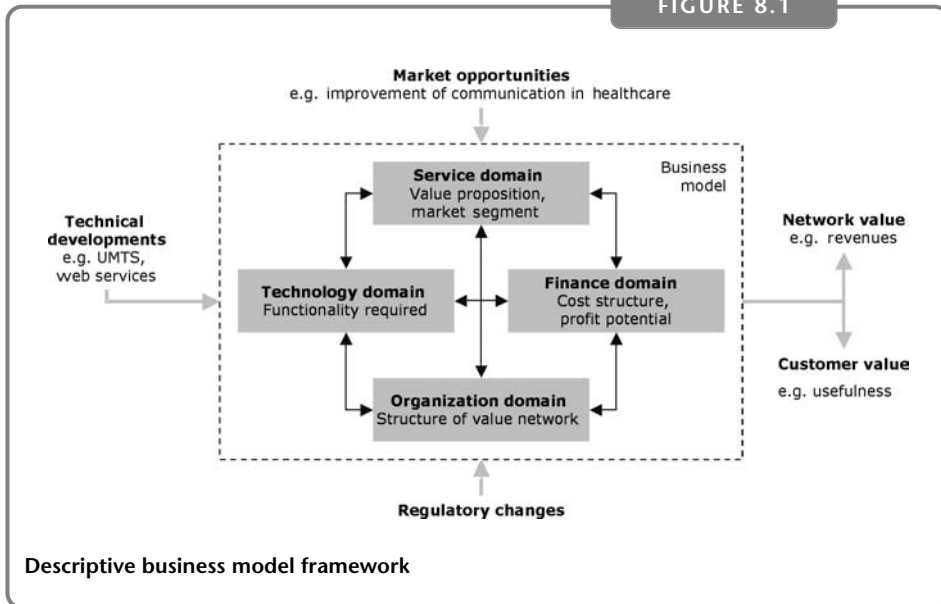 FIGURE 8.1
Market opportunities
e.g. improvement of communication in healthcare
Business
model
Service domain
Value proposition,
market segment
Technical
developments
e.g. UMTS,
web services
Network value
e.g. revenues
Technology domain
Functionality required
Finance domain
Cost structure,
profit potential
Customer value
e.g. usefulness
Organization domain
Structure of value network
Regulatory changes
Descriptive business model framework